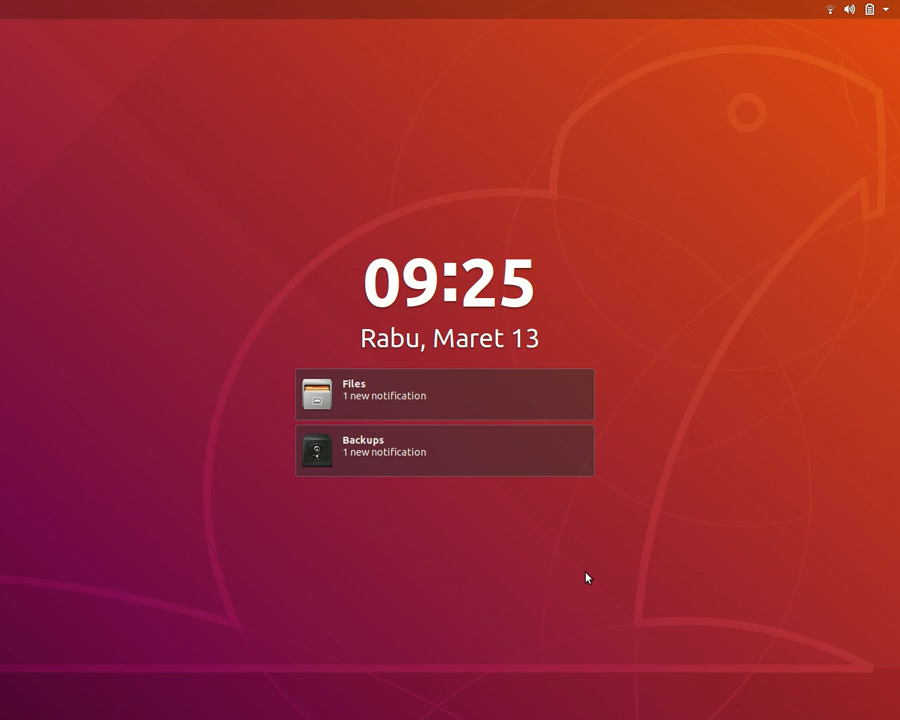 09:25
Rabu, Maret 13
Files
1 new notification
Backups
1 new notification